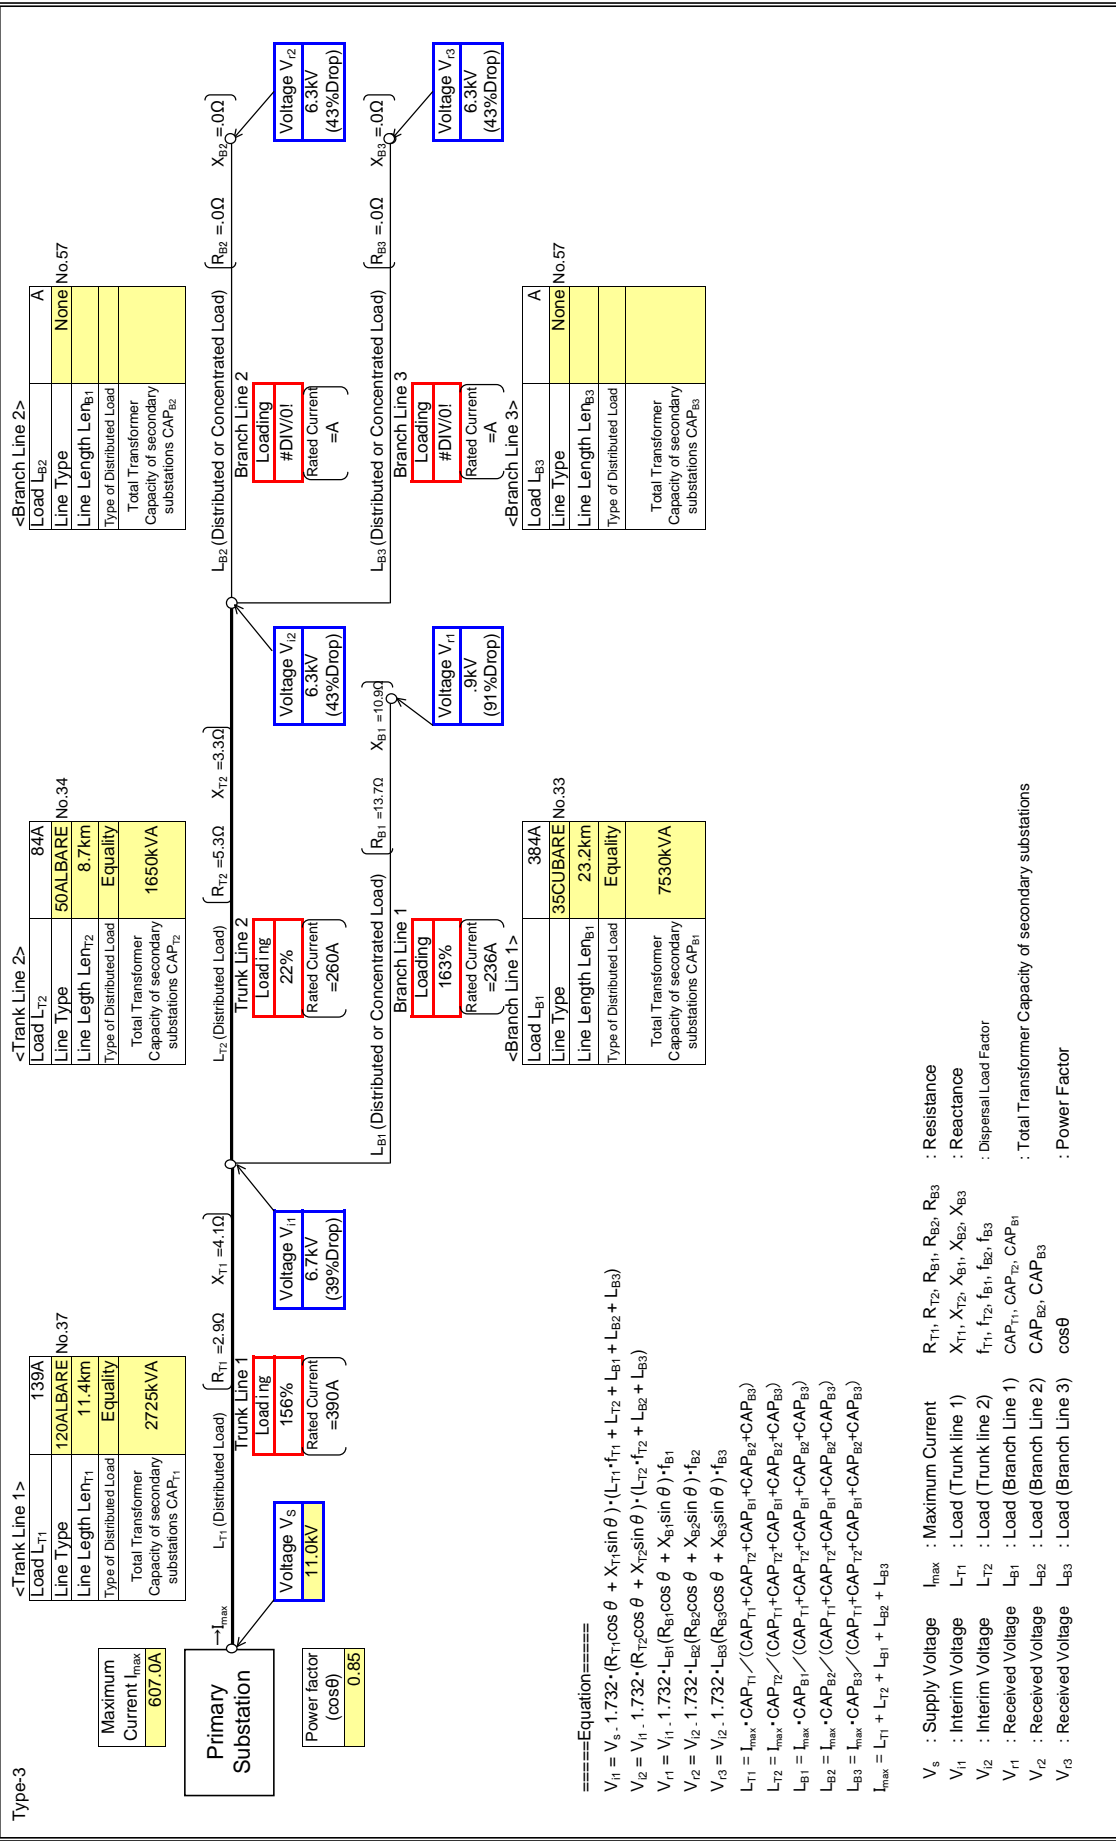 Type-3
Maximum
Current Imax
607.0A
Primary
Substation
Power factor
(cosθ)
0.85
→Imax
Voltage VS
11.0kV
<Trank Line 1>
Load LT1 139A
Line Type 120ALBARE No.37
Line Legth LenT1 11.4km
Type of Distributed Load Equality
Total Transformer
Capacity of secondary
substations CAPT1
2725kVA
LT1 (Distributed Load) RT1 =2.9Ω XT1 =4.1Ω
Trunk Line 1
Loading
156%
Rated Current
=390A
Voltage Vi1
6.7kV
(39%Drop)
<Trank Line 2>
Load LT2 84A
Line Type 50ALBARE No.34
Line Legth LenT2 8.7km
Type of Distributed Load Equality
Total Transformer
Capacity of secondary
substations CAPT2
1650kVA
LT2 (Distributed Load) RT2 =5.3Ω XT2 =3.3Ω
Trunk Line 2
Loading
22%
Rated Current
=260A
Voltage Vi2
6.3kV
(43%Drop)
LB1 (Distributed or Concentrated Load) RB1 =13.7Ω XB1 =10.9Ω
Branch Line 1
Loading
163%
Rated Current
=236A
Voltage Vr1
.9kV
(91%Drop)
<Branch Line 1>
Load LB1 384A
Line Type 35CUBARE No.33
Line Length LenB1 23.2km
Type of Distributed Load Equality
Total Transformer
Capacity of secondary
substations CAPB1
7530kVA
<Branch Line 2>
Load LB2 A
Line Type None No.57
Line Length LenB1
Type of Distributed Load
Total Transformer
Capacity of secondary
substations CAPB2
LB2 (Distributed or Concentrated Load) RB2 =.0Ω XB2 =.0Ω
Branch Line 2
Loading
#DIV/0!
Rated Current
=A
Voltage Vr2
6.3kV
(43%Drop)
LB3 (Distributed or Concentrated Load) RB3 =.0Ω XB3 =.0Ω
Branch Line 3
Loading
#DIV/0!
Rated Current
=A
Voltage Vr3
6.3kV
(43%Drop)
<Branch Line 3>
Load LB3 A
Line Type None No.57
Line Length LenB3
Type of Distributed Load
Total Transformer
Capacity of secondary
substations CAPB3
=====Equation=====
Vi1 = Vs - 1.732・(RT1cos θ + XT1sin θ)・(LT1・fT1 + LT2 + LB1 + LB2 + LB3)
Vi2 = Vi1 - 1.732・(RT2cos θ + XT2sin θ)・(LT2・fT2 + LB2 + LB3)
Vr1 = Vi1 - 1.732・LB1(RB1cos θ + XB1sin θ)・fB1
Vr2 = Vi2 - 1.732・LB2(RB2cos θ + XB2sin θ)・fB2
Vr3 = Vi2 - 1.732・LB3(RB3cos θ + XB3sin θ)・fB3
LT1 = Imax・CAPT1／(CAPT1+CAPT2+CAPB1+CAPB2+CAPB3)
LT2 = Imax・CAPT2／(CAPT1+CAPT2+CAPB1+CAPB2+CAPB3)
LB1 = Imax・CAPB1／(CAPT1+CAPT2+CAPB1+CAPB2+CAPB3)
LB2 = Imax・CAPB2／(CAPT1+CAPT2+CAPB1+CAPB2+CAPB3)
LB3 = Imax・CAPB3／(CAPT1+CAPT2+CAPB1+CAPB2+CAPB3)
Imax = LT1 + LT2 + LB1 + LB2 + LB3
Vs : Supply Voltage Imax : Maximum Current RT1, RT2, RB1, RB2, RB3 : Resistance
Vi1 : Interim Voltage LT1 : Load (Trunk line 1) XT1, XT2, XB1, XB2, XB3 : Reactance
Vi2 : Interim Voltage LT2 : Load (Trunk line 2) fT1, fT2, fB1, fB2, fB3 : Dispersal Load Factor
Vr1 : Received Voltage LB1 : Load (Branch Line 1) CAPT1, CAPT2, CAPB1
Vr2 : Received Voltage LB2 : Load (Branch Line 2) CAPB2, CAPB3 : Total Transformer Capacity of secondary substations
Vr3 : Received Voltage LB3 : Load (Branch Line 3) cosθ : Power Factor